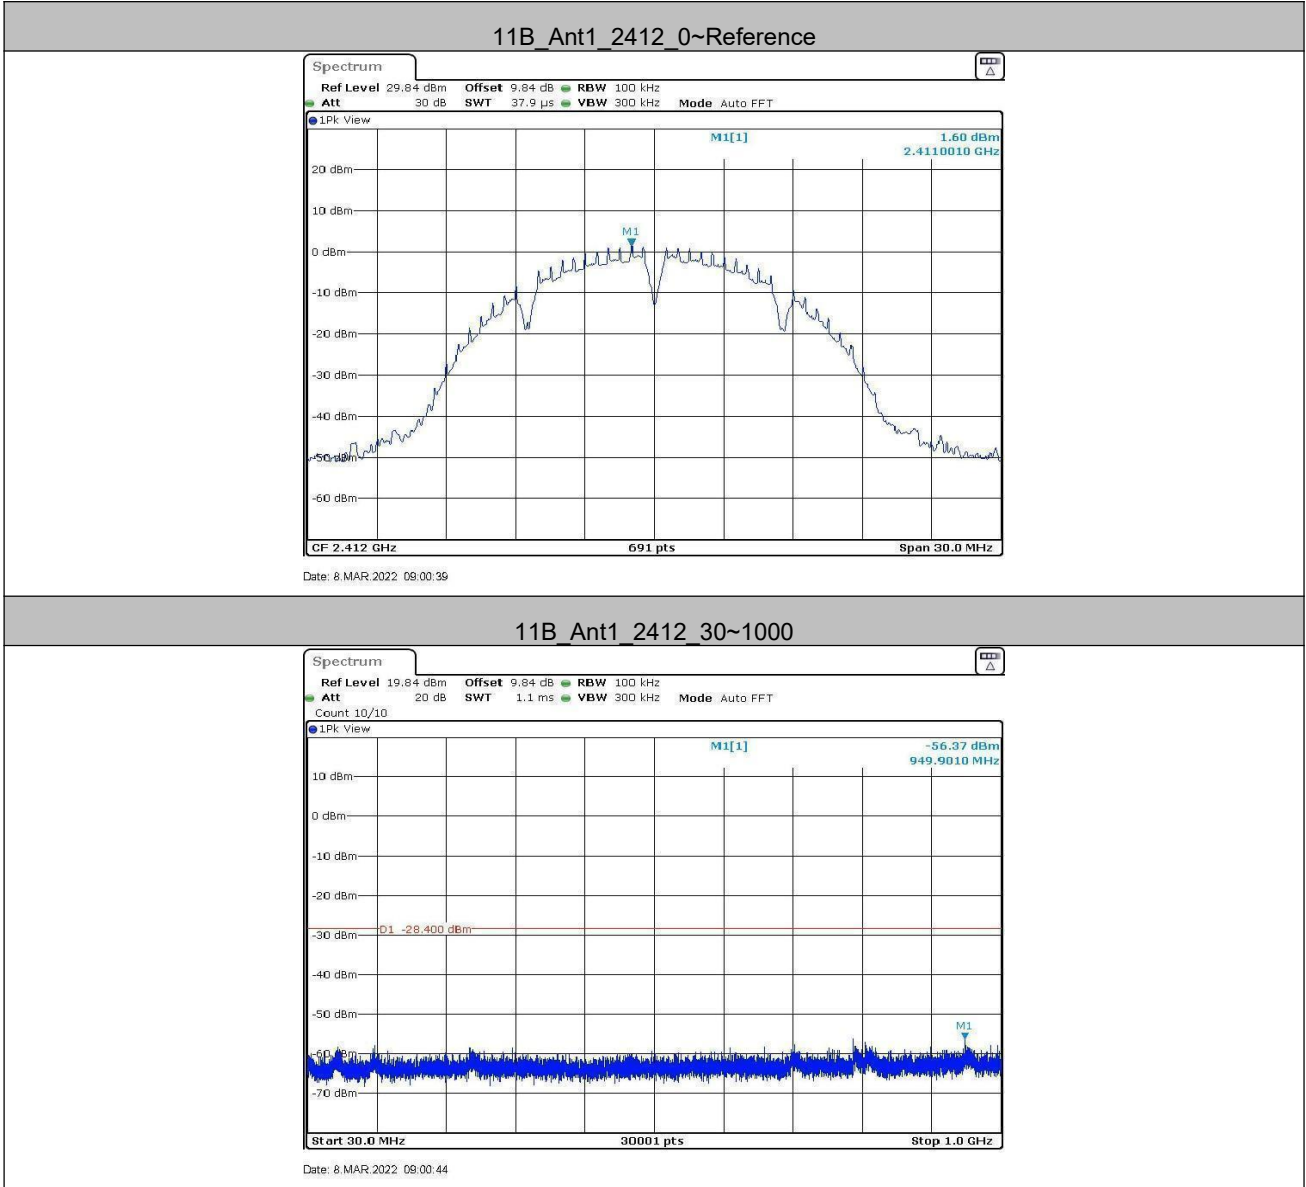 11B_Ant1_2412_0~Reference
Spectrum
Ref Level 29.84 dBm Offset 9.84 dB RBW 100 kHz
Att 30 dB SWT 37.9 µs VBW 300 kHz Mode Auto FFT
1Pk View
M1[1] 1.60 dBm
2.4110010 GHz
20 dBm
10 dBm
M1
0 dBm
-10 dBm
-20 dBm
-30 dBm
-40 dBm
-50 dBm
-60 dBm
CF 2.412 GHz 691 pts Span 30.0 MHz
Date: 8.MAR.2022 09:00:39
11B_Ant1_2412_30~1000
Spectrum
Ref Level 19.84 dBm Offset 9.84 dB RBW 100 kHz
Att 20 dB SWT 1.1 ms VBW 300 kHz Mode Auto FFT
Count 10/10
1Pk View
M1[1] -56.37 dBm
949.9010 MHz
10 dBm
0 dBm
-10 dBm
-20 dBm
D1 -28.400 dBm
-30 dBm
-40 dBm
-50 dBm
M1
-60 dBm
-70 dBm
Start 30.0 MHz 30001 pts Stop 1.0 GHz
Date: 8.MAR.2022 09:00:44